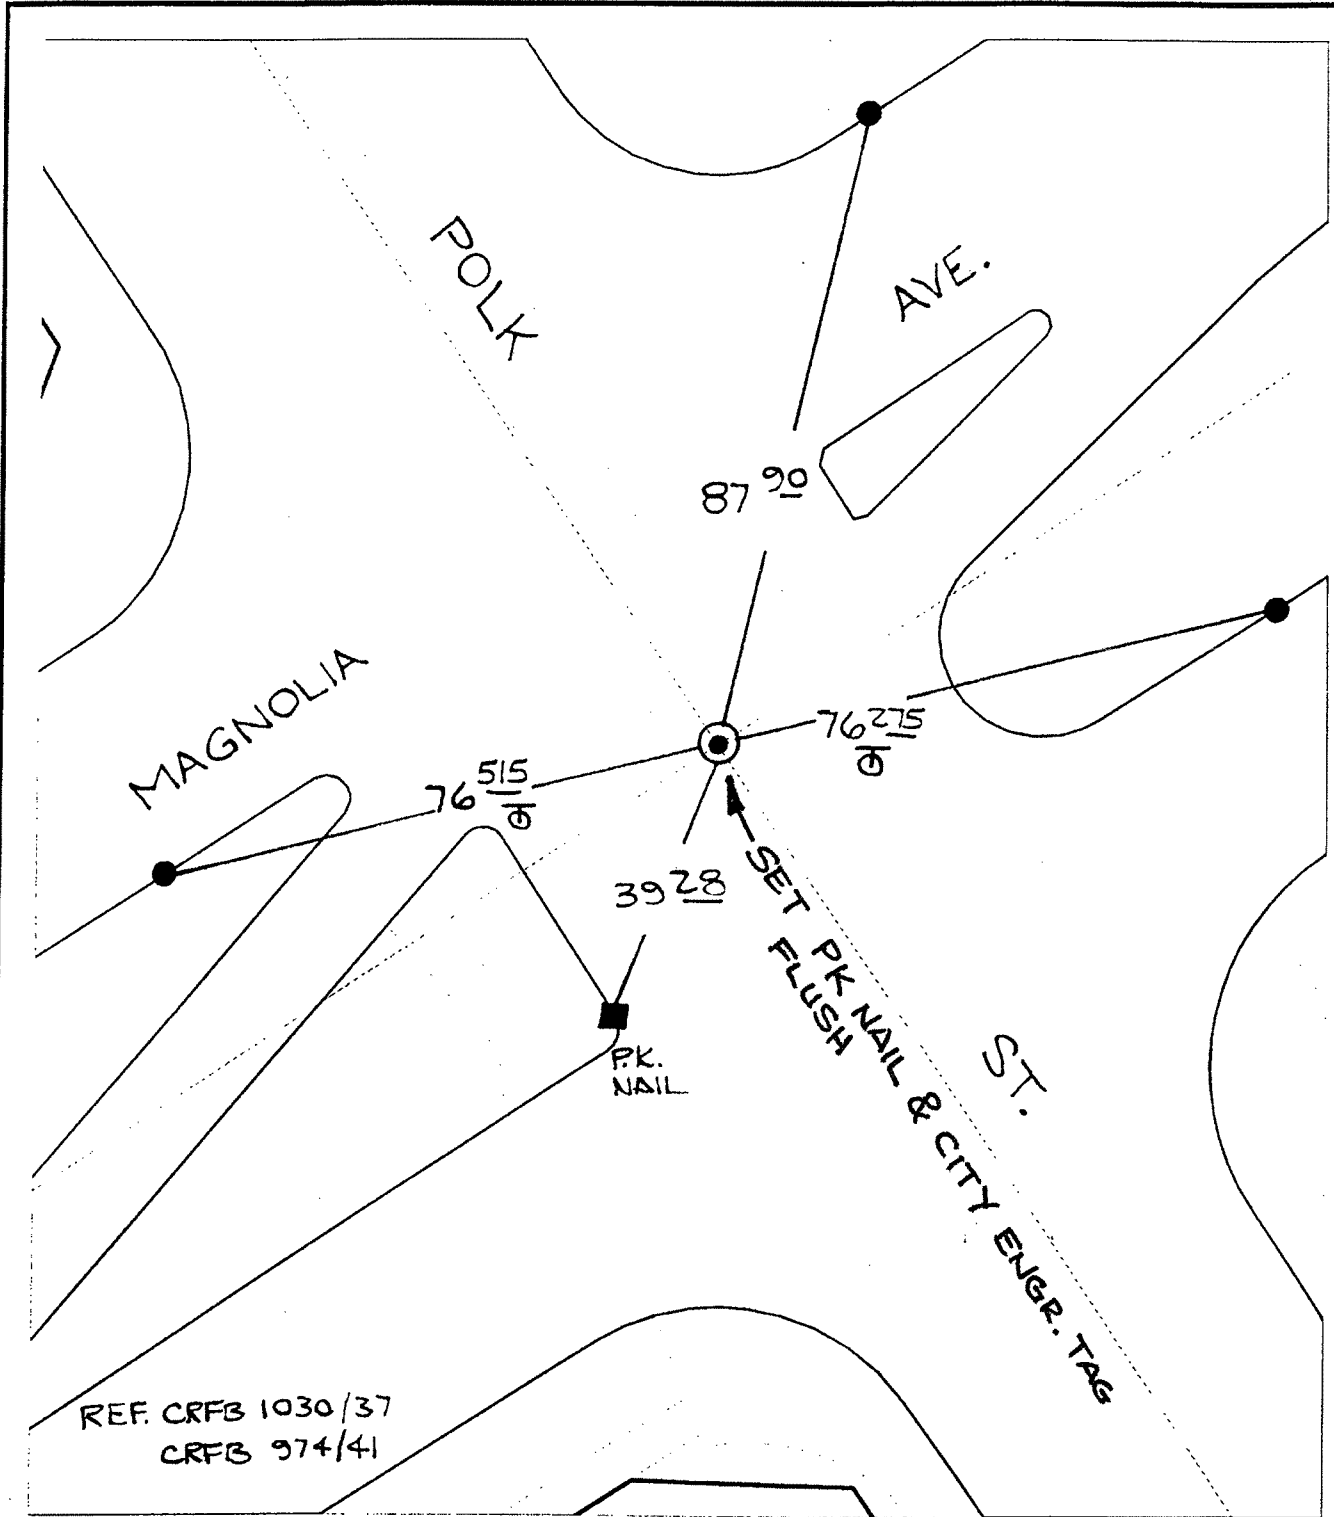 POLK
AVE.
87 90
MAGNOLIA
76 275
76 515
39 28
SET PK NAIL & CITY ENGR. TAG
FLUSH
P.K.
NAIL
ST.
REF. CRFB 1030/37
CRFB 974/41